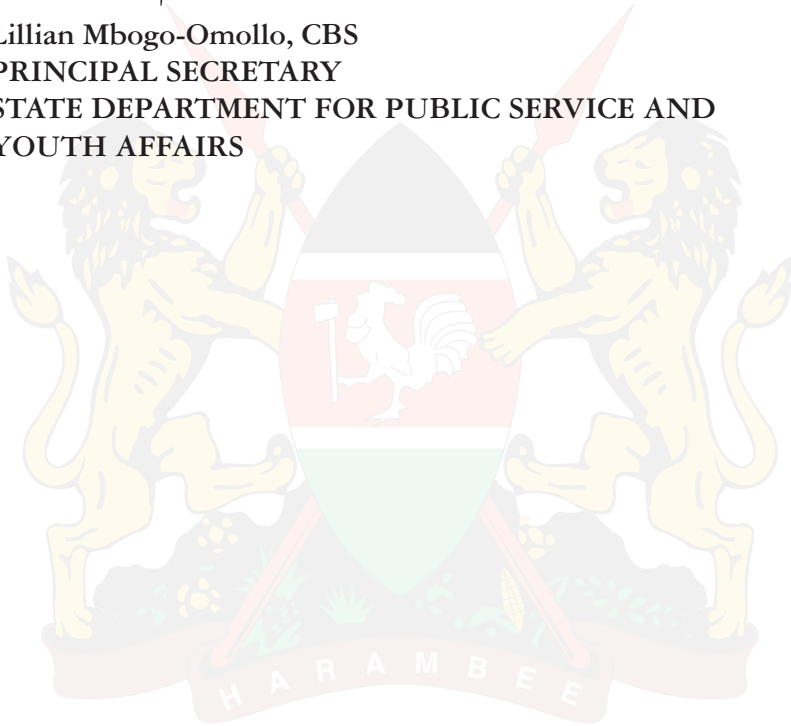 Lillian Mbogo-Omollo, CBS
PRINCIPAL SECRETARY
STATE DEPARTMENT FOR PUBLIC SERVICE AND
YOUTH AFFAIRS
HARAMBEE